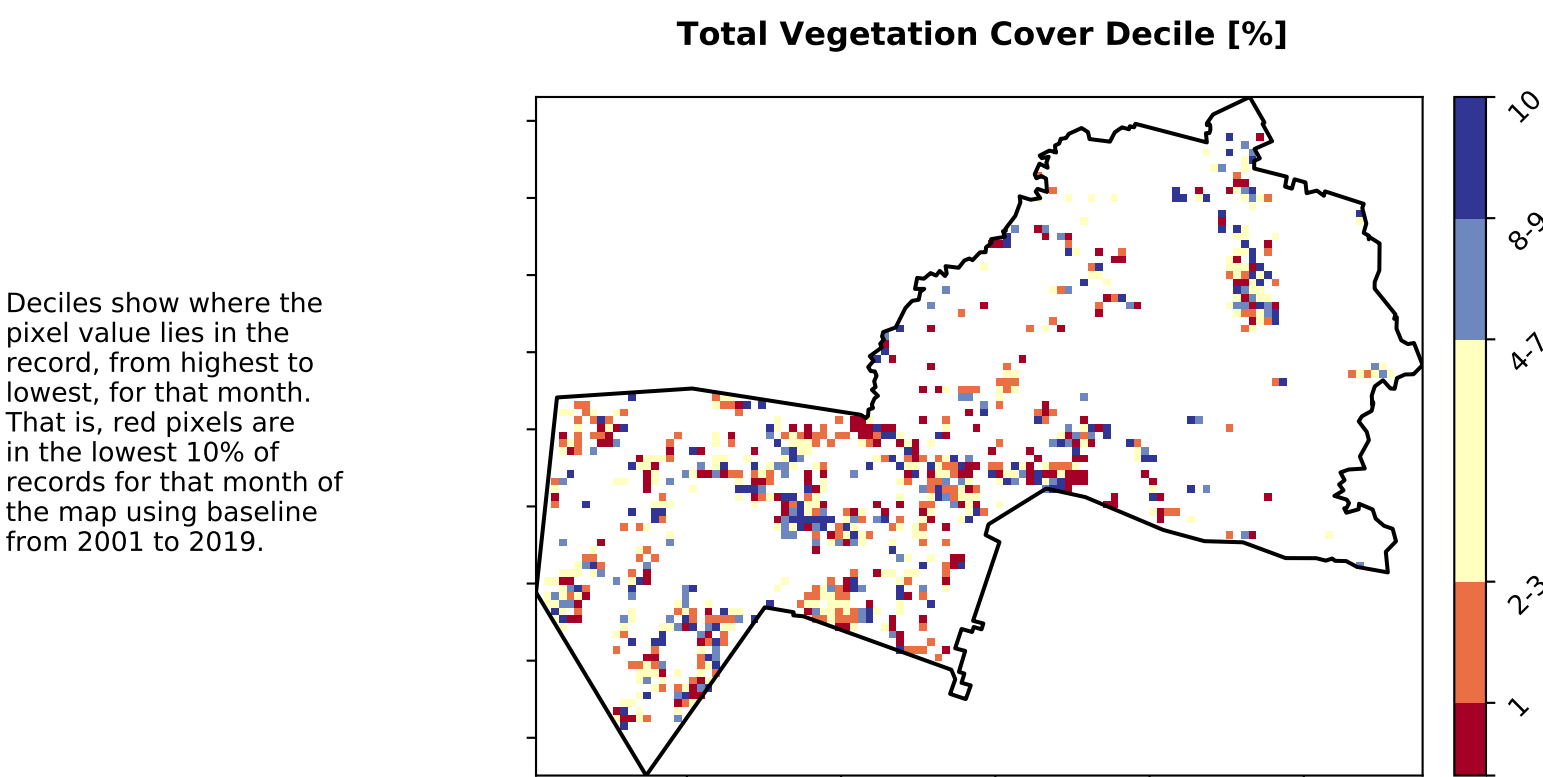 Total Vegetation Cover Decile [%]
Deciles show where the
pixel value lies in the
record, from highest to
lowest, for that month.
That is, red pixels are
in the lowest 10% of
records for that month of
the map using baseline
from 2001 to 2019.
10
8-9
4-7
2-3
1